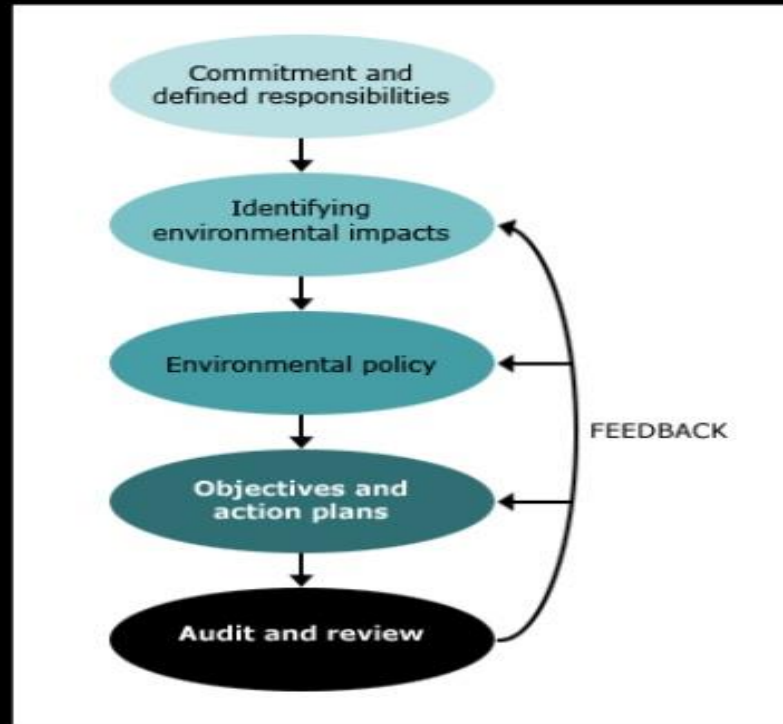 Commitment and
defined responsibilities
Identifying
environmental impacts
Environmental policy
FEEDBACK
Objectives and
action plans
Audit and review